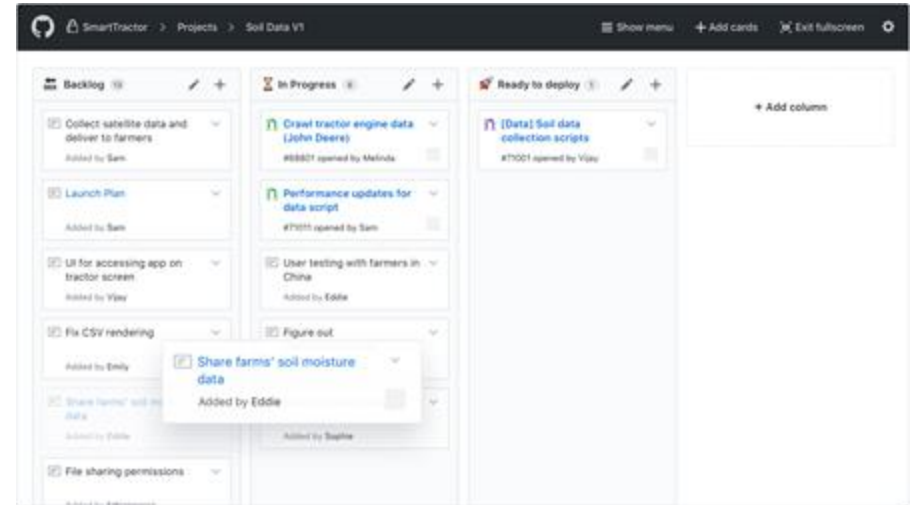 SmartTractor > Projects > Soil Data V1
Show menu
+ Add cards
Exit fullscreen
Backlog
Collect satellite data and
deliver to farmers
Added by Sam
Launch Plan
Added by Sam
UI for accessing app on
tractor screen
Added by Vijay
Fix CSV rendering
Added by Emily
Share farms' soil
data
Added by Eddie
File sharing permissions
In Progress
Crawl tractor engine data
(John Deere)
opened by Melinda
Performance updates for
data script
#71011 opened by Sam
User testing with farmers in
China
Added by Eddie
Figure out
Added by Sophie
Share farms' soil moisture
data
Added by Eddie
Ready to deploy 1
[Data] Soil data
collection scripts
#71001 opened by Vijay
+ Add column